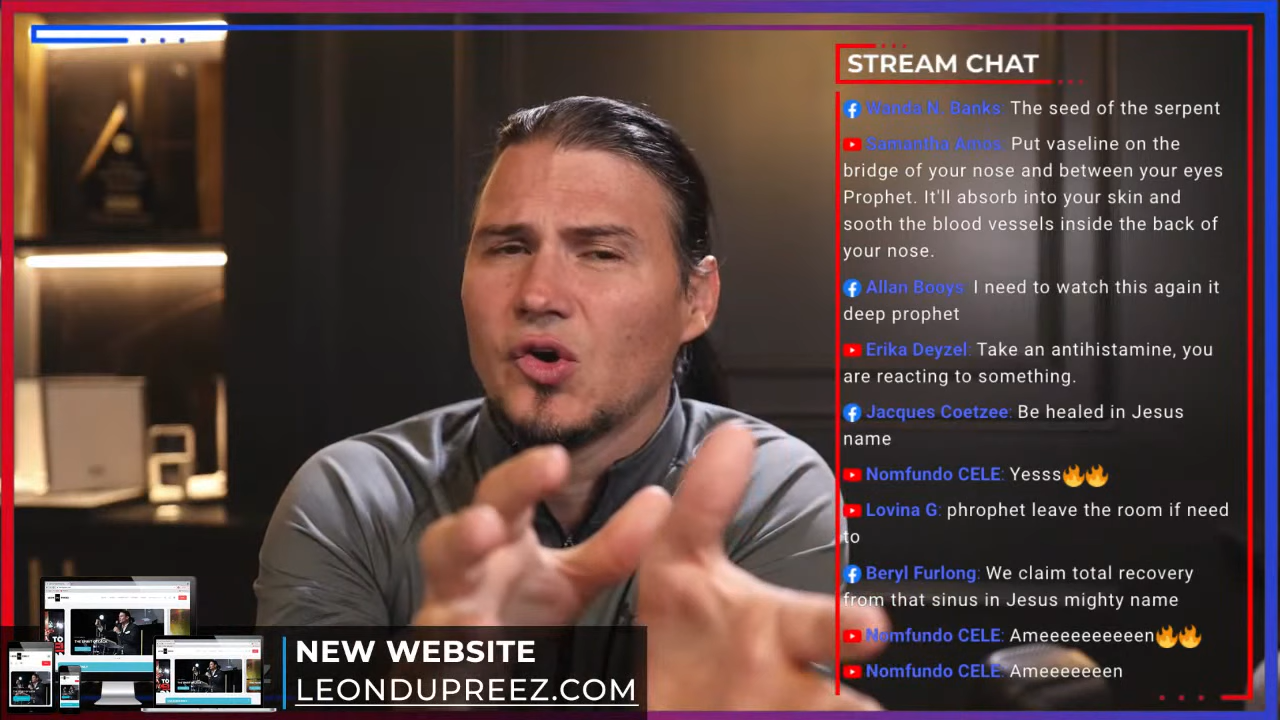 STREAM CHAT
Wanda N. Banks: The seed of the serpent
Samantha Amos: Put vaseline on the
bridge of your nose and between your eyes
Prophet. It'll absorb into your skin and
sooth the blood vessels inside the back of
your nose.
Allan Booys: I need to watch this again it
deep prophet
Erika Deyzel: Take an antihistamine, you
are reacting to something.
Jacques Coetzee: Be healed in Jesus
name
Nomfundo CELE: Yesss🔥🔥
Lovina G: phrophet leave the room if need
to
Beryl Furlong: We claim total recovery
from that sinus in Jesus mighty name
Nomfundo CELE: Ameeeeeeeeeen🔥🔥
Nomfundo CELE: Ameeeeeeen
NEW WEBSITE
LEONDUPREEZ.COM